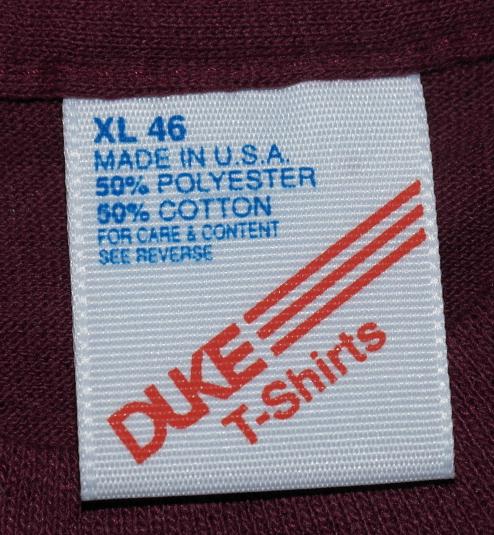 XL 46
MADE IN U.S.A.
50% POLYESTER
50% COTTON
FOR CARE & CONTENT
SEE REVERSE
DUKE
T-Shirts